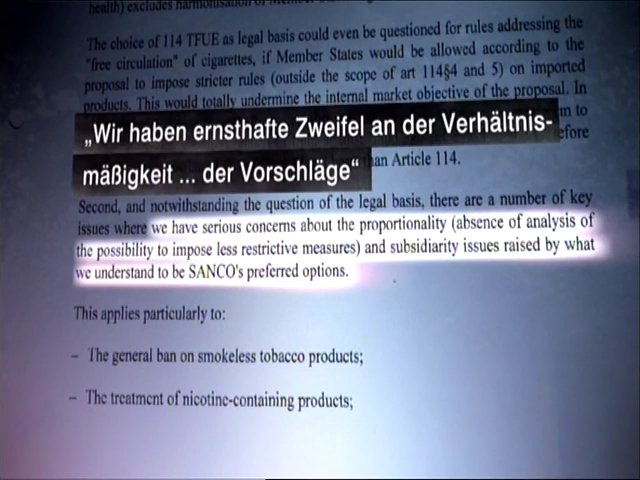 health) excludes harmonisation of Member
The choice of 114 TFUE as legal basis could even be questioned for rules addressing the
"free circulation" of cigarettes, if Member States would be allowed according to the
proposal to impose stricter rules (outside the scope of art 114§4 and 5) on imported
products. This would totally undermine the internal market objective of the proposal. In
„Wir haben ernsthafte Zweifel an der Verhältnis-
m to
mäßigkeit ... der Vorschläge“
an Article 114.
Second, and notwithstanding the question of the legal basis, there are a number of key
issues where we have serious concerns about the proportionality (absence of analysis of
the possibility to impose less restrictive measures) and subsidiarity issues raised by what
we understand to be SANCO's preferred options.
This applies particularly to:
– The general ban on smokeless tobacco products;
– The treatment of nicotine-containing products;